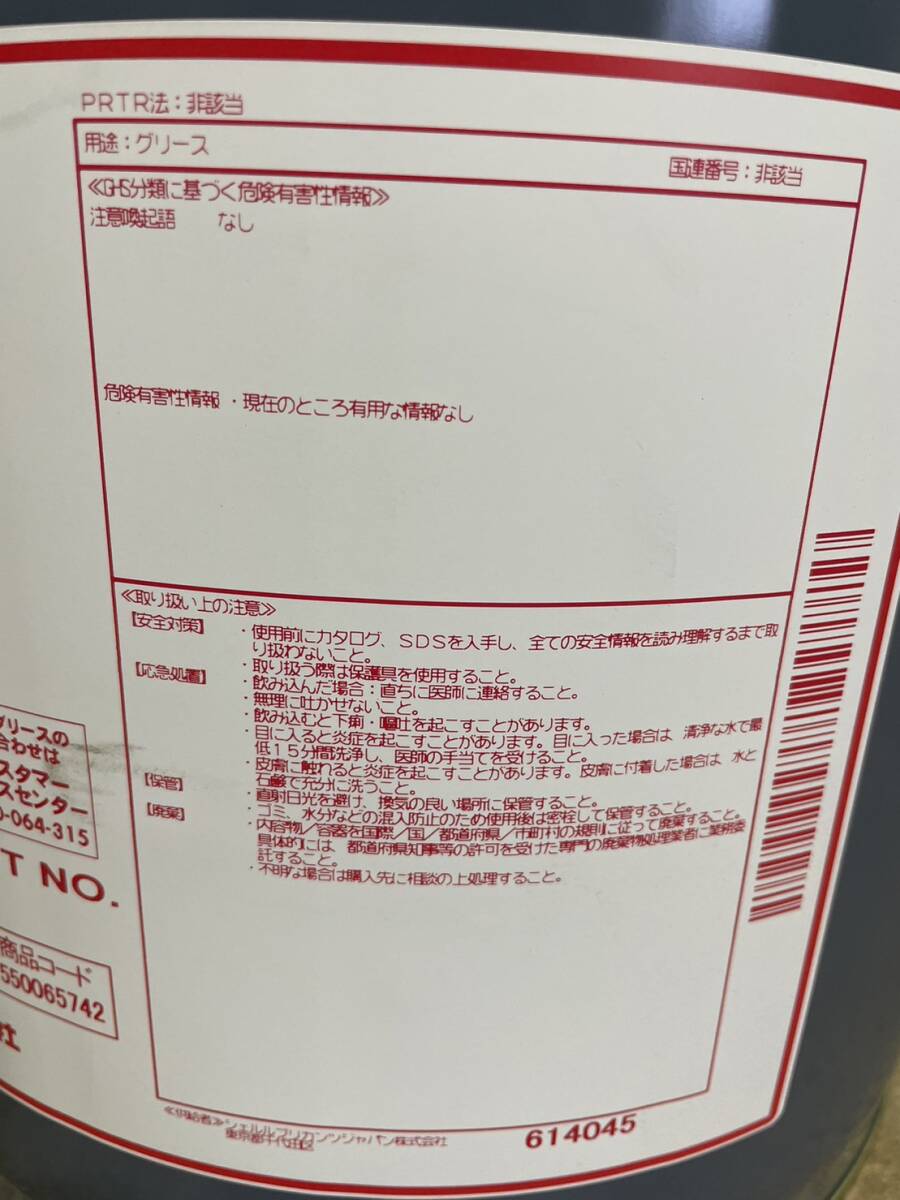 PRTR法：非該当
用途：グリース
国連番号：非該当
≪GHS分類に基づく危険有害性情報≫
注意喚起語 なし
危険有害性情報 ・現在のところ有用な情報なし
≪取り扱い上の注意≫
【安全対策】
・使用前にカタログ、SDSを入手し、全ての安全情報を読み理解するまで取
り扱わないこと。
・取り扱う際は保護具を使用すること。
【応急処置】
・飲み込んだ場合：直ちに医師に連絡すること。
・無理に吐かせないこと。
・飲み込むと下痢・嘔吐を起こすことがあります。
・目に入ると炎症を起こすことがあります。目に入った場合は 清浄な水で最
低15分間洗浄し、医師の手当てを受けること。
・皮膚に触れると炎症を起こすことがあります。皮膚に付着した場合は 水と
石鹸で充分に洗うこと。
【保管】
・直射日光を避け、換気の良い場所に保管すること。
・ゴミ、水分などの混入防止のため使用後は密栓して保管すること。
【廃棄】
・内容物／容器を国際／国／都道府県／市町村の規則に従って廃棄すること。
具体的には 都道府県知事等の許可を受けた専門の廃棄物処理業者に業務委
託すること。
・不明な場合は購入先に相談の上処理すること。
グリースの
合わせは
スタマー
スセンター
0-064-315
T NO.
商品コード
550065742
社
≪供給者≫シェルルブリカンツジャパン株式会社
東京都千代田区
614045